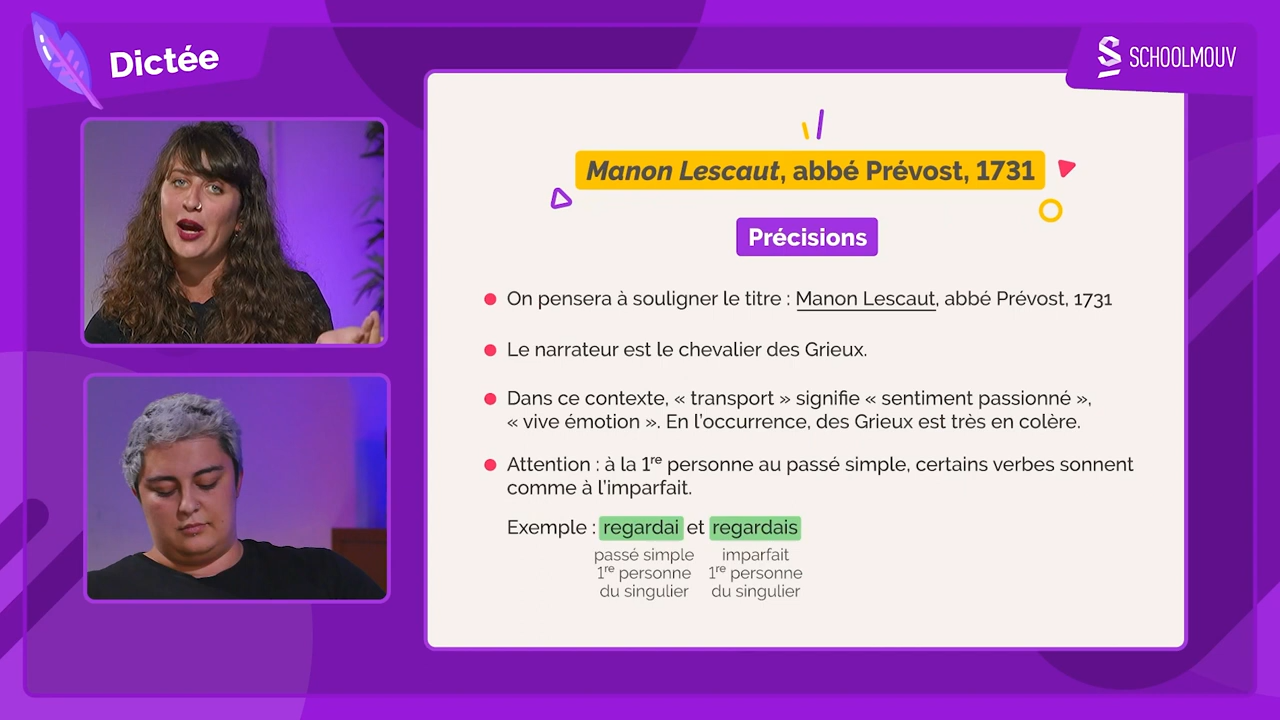 Dictée
SCHOOLMOUV
Manon Lescaut, abbé Prévost, 1731
Précisions
On pensera à souligner le titre : Manon Lescaut, abbé Prévost, 1731
Le narrateur est le chevalier des Grieux.
Dans ce contexte, « transport » signifie « sentiment passionné »,
« vive émotion ». En l’occurrence, des Grieux est très en colère.
Attention : à la 1re personne au passé simple, certains verbes sonnent
comme à l’imparfait.
Exemple : regardai et regardais
passé simple imparfait
1re personne 1re personne
du singulier du singulier